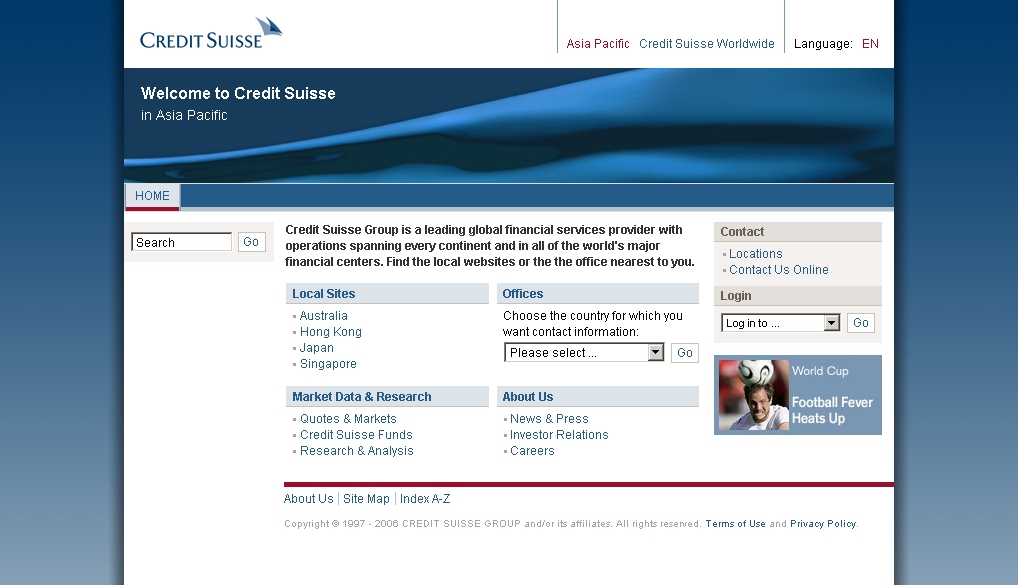 CREDIT SUISSE
Asia Pacific Credit Suisse Worldwide Language: EN
Welcome to Credit Suisse
in Asia Pacific
HOME
Search Go
Credit Suisse Group is a leading global financial services provider with
operations spanning every continent and in all of the world's major
financial centers. Find the local websites or the the office nearest to you.
Local Sites
Australia
Hong Kong
Japan
Singapore
Offices
Choose the country for which you
want contact information:
Please select ... Go
Market Data & Research
Quotes & Markets
Credit Suisse Funds
Research & Analysis
About Us
News & Press
Investor Relations
Careers
Contact
Locations
Contact Us Online
Login
Log in to ... Go
World Cup
Football Fever
Heats Up
About Us Site Map Index A-Z
Copyright © 1997 - 2006 CREDIT SUISSE GROUP and/or its affiliates. All rights reserved. Terms of Use and Privacy Policy.